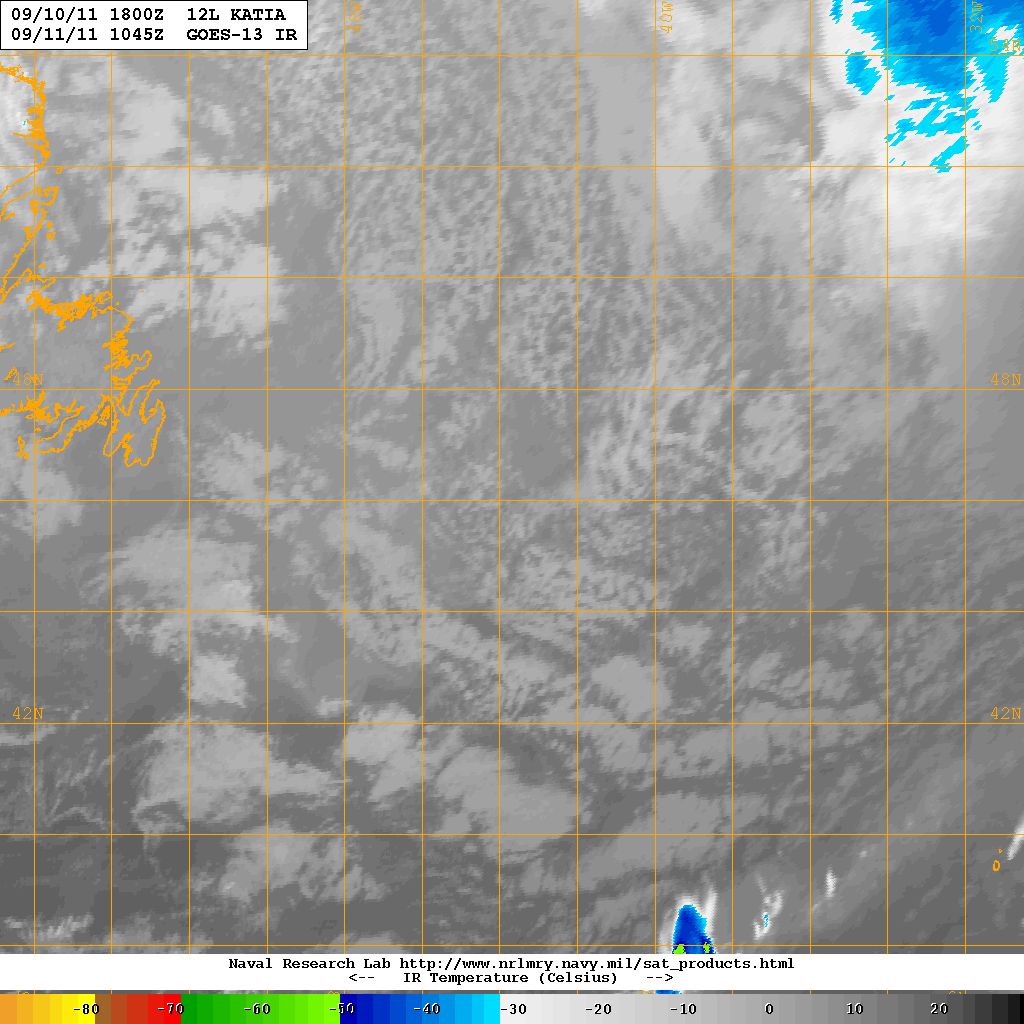 09/10/11 1800Z 12L KATIA
09/11/11 1045Z GOES-13 IR
40W
32W
48N
48N
42N
42N
Naval Research Lab http://www.nrlmry.navy.mil/sat_products.html
<-- IR Temperature (Celsius) -->
-80 -70 -60 -50 -40 -30 -20 -10 0 10 20